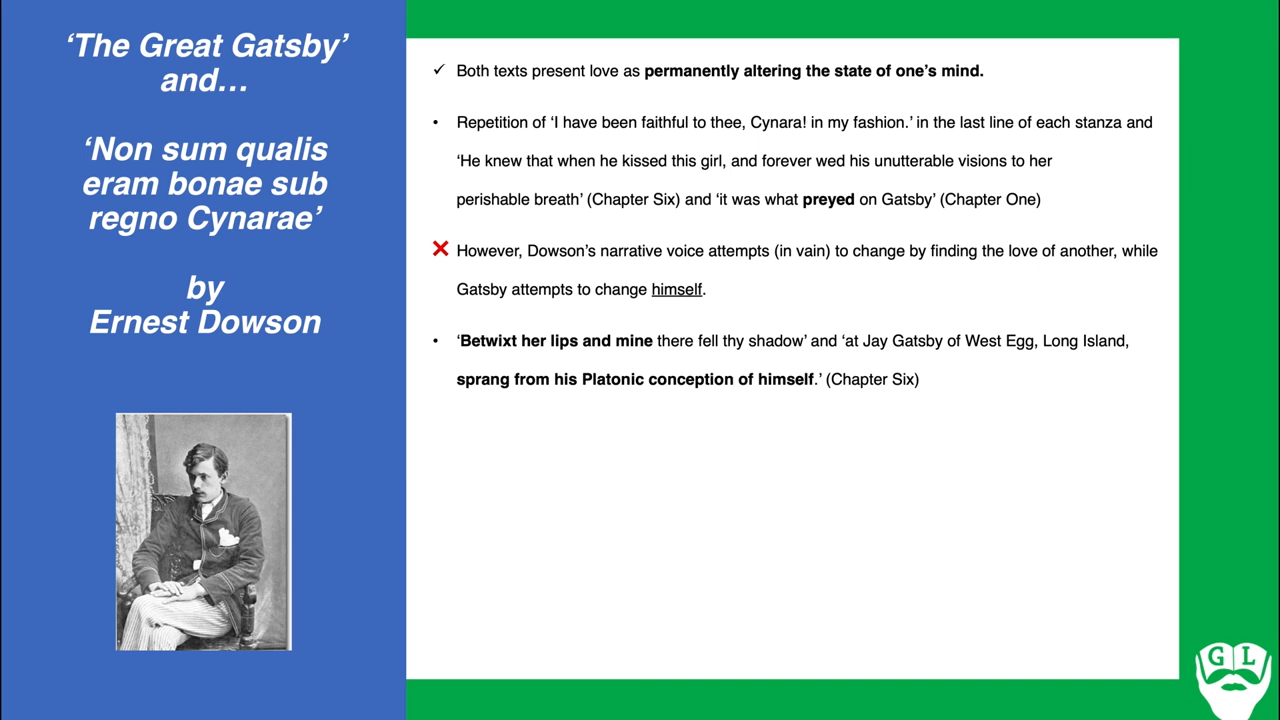 ‘The Great Gatsby’
and…
‘Non sum qualis
eram bonae sub
regno Cynarae’
by
Ernest Dowson
✓ Both texts present love as permanently altering the state of one’s mind.
• Repetition of ‘I have been faithful to thee, Cynara! in my fashion.’ in the last line of each stanza and
‘He knew that when he kissed this girl, and forever wed his unutterable visions to her
perishable breath’ (Chapter Six) and ‘it was what preyed on Gatsby’ (Chapter One)
❌ However, Dowson’s narrative voice attempts (in vain) to change by finding the love of another, while
Gatsby attempts to change himself.
• ‘Betwixt her lips and mine there fell thy shadow’ and ‘at Jay Gatsby of West Egg, Long Island,
sprang from his Platonic conception of himself.’ (Chapter Six)
G L